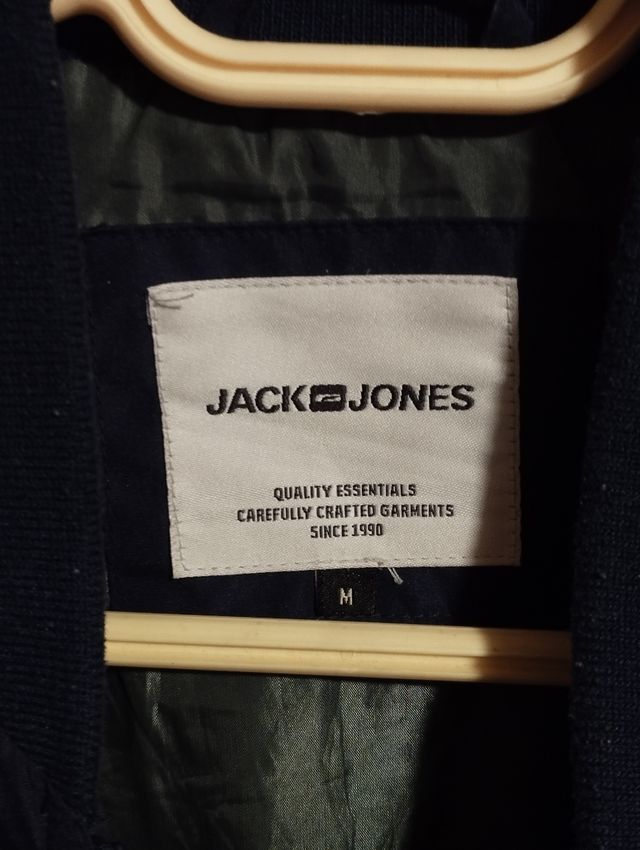 JACK JONES
QUALITY ESSENTIALS
CAREFULLY CRAFTED GARMENTS
SINCE 1990
M